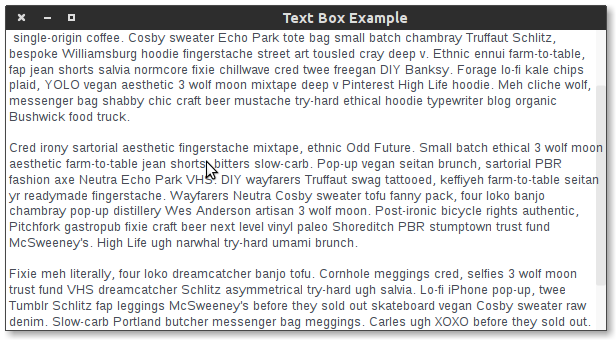 Text Box Example
single-origin coffee. Cosby sweater Echo Park tote bag small batch chambray Truffaut Schlitz,
bespoke Williamsburg hoodie fingerstache street art tousled cray deep v. Ethnic ennui farm-to-table,
fap jean shorts salvia normcore fixie chillwave cred twee freegan DIY Banksy. Forage lo-fi kale chips
plaid, YOLO vegan aesthetic 3 wolf moon mixtape deep v Pinterest High Life hoodie. Meh cliche wolf,
messenger bag shabby chic craft beer mustache try-hard ethical hoodie typewriter blog organic
Bushwick food truck.
Cred irony sartorial aesthetic fingerstache mixtape, ethnic Odd Future. Small batch ethical 3 wolf moon
aesthetic farm-to-table jean shorts, bitters slow-carb. Pop-up vegan seitan brunch, sartorial PBR
fashion axe Neutra Echo Park VHS. DIY wayfarers Truffaut swag tattooed, keffiyeh farm-to-table seitan
yr readymade fingerstache. Wayfarers Neutra Cosby sweater tofu fanny pack, four loko banjo
chambray pop-up distillery Wes Anderson artisan 3 wolf moon. Post-ironic bicycle rights authentic,
Pitchfork gastropub fixie craft beer next level vinyl paleo Shoreditch PBR stumptown trust fund
McSweeney's. High Life ugh narwhal try-hard umami brunch.
Fixie meh literally, four loko dreamcatcher banjo tofu. Cornhole meggings cred, selfies 3 wolf moon
trust fund VHS dreamcatcher Schlitz asymmetrical try-hard ugh salvia. Lo-fi iPhone pop-up, twee
Tumblr Schlitz fap leggings McSweeney's before they sold out skateboard vegan Cosby sweater raw
denim. Slow-carb Portland butcher messenger bag meggings. Carles ugh XOXO before they sold out.